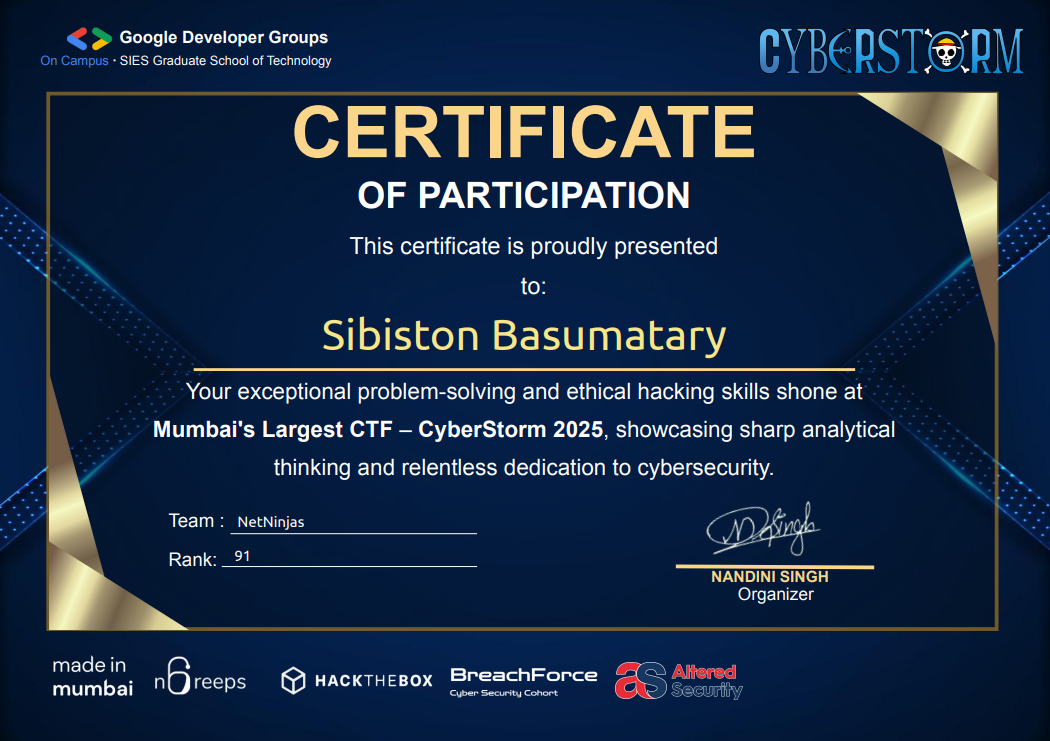 Google Developer Groups
On Campus · SIES Graduate School of Technology
CYBERSTORM
CERTIFICATE
OF PARTICIPATION
This certificate is proudly presented
to:
Sibiston Basumatary
Your exceptional problem-solving and ethical hacking skills shone at
Mumbai's Largest CTF – CyberStorm 2025, showcasing sharp analytical
thinking and relentless dedication to cybersecurity.
Team : NetNinjas
Rank: 91
NDSingh
NANDINI SINGH
Organizer
made in
mumbai
n6reeps
HACKTHEBOX
BreachForce
Cyber Security Cohort
as Altered
Security